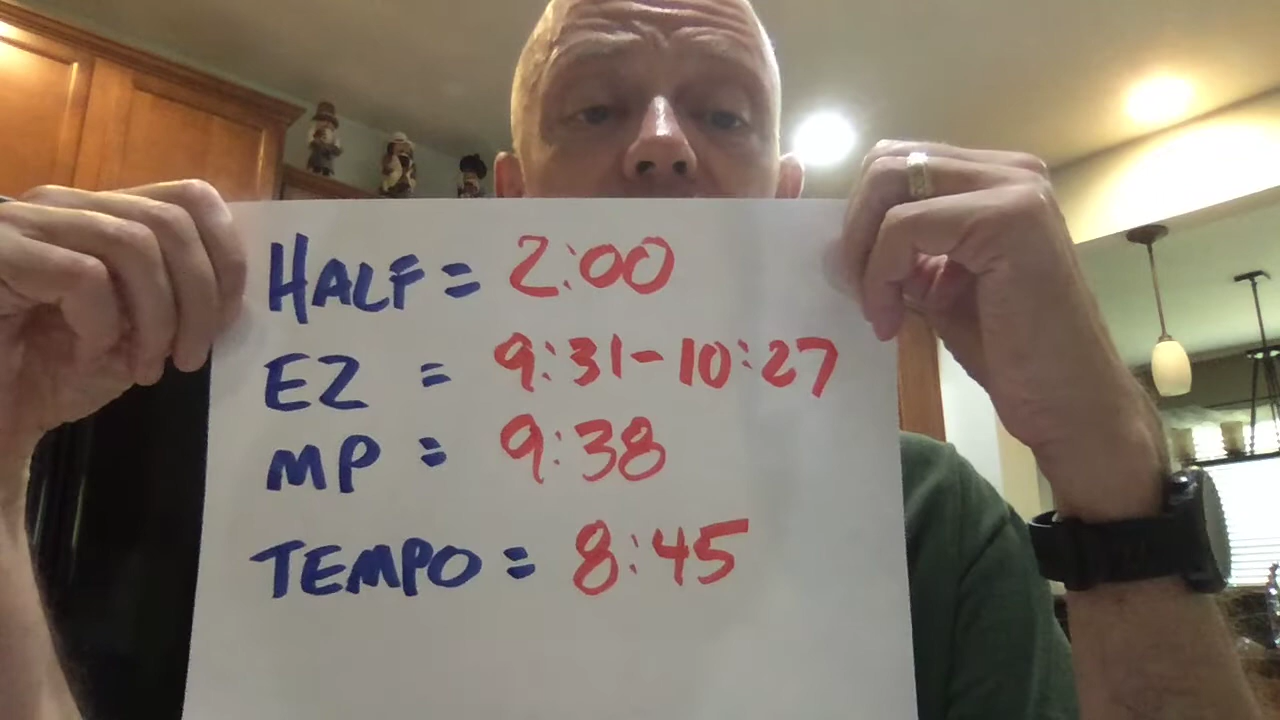 HALF = 2:00
EZ = 9:31-10:27
MP = 9:38
TEMPO = 8:45